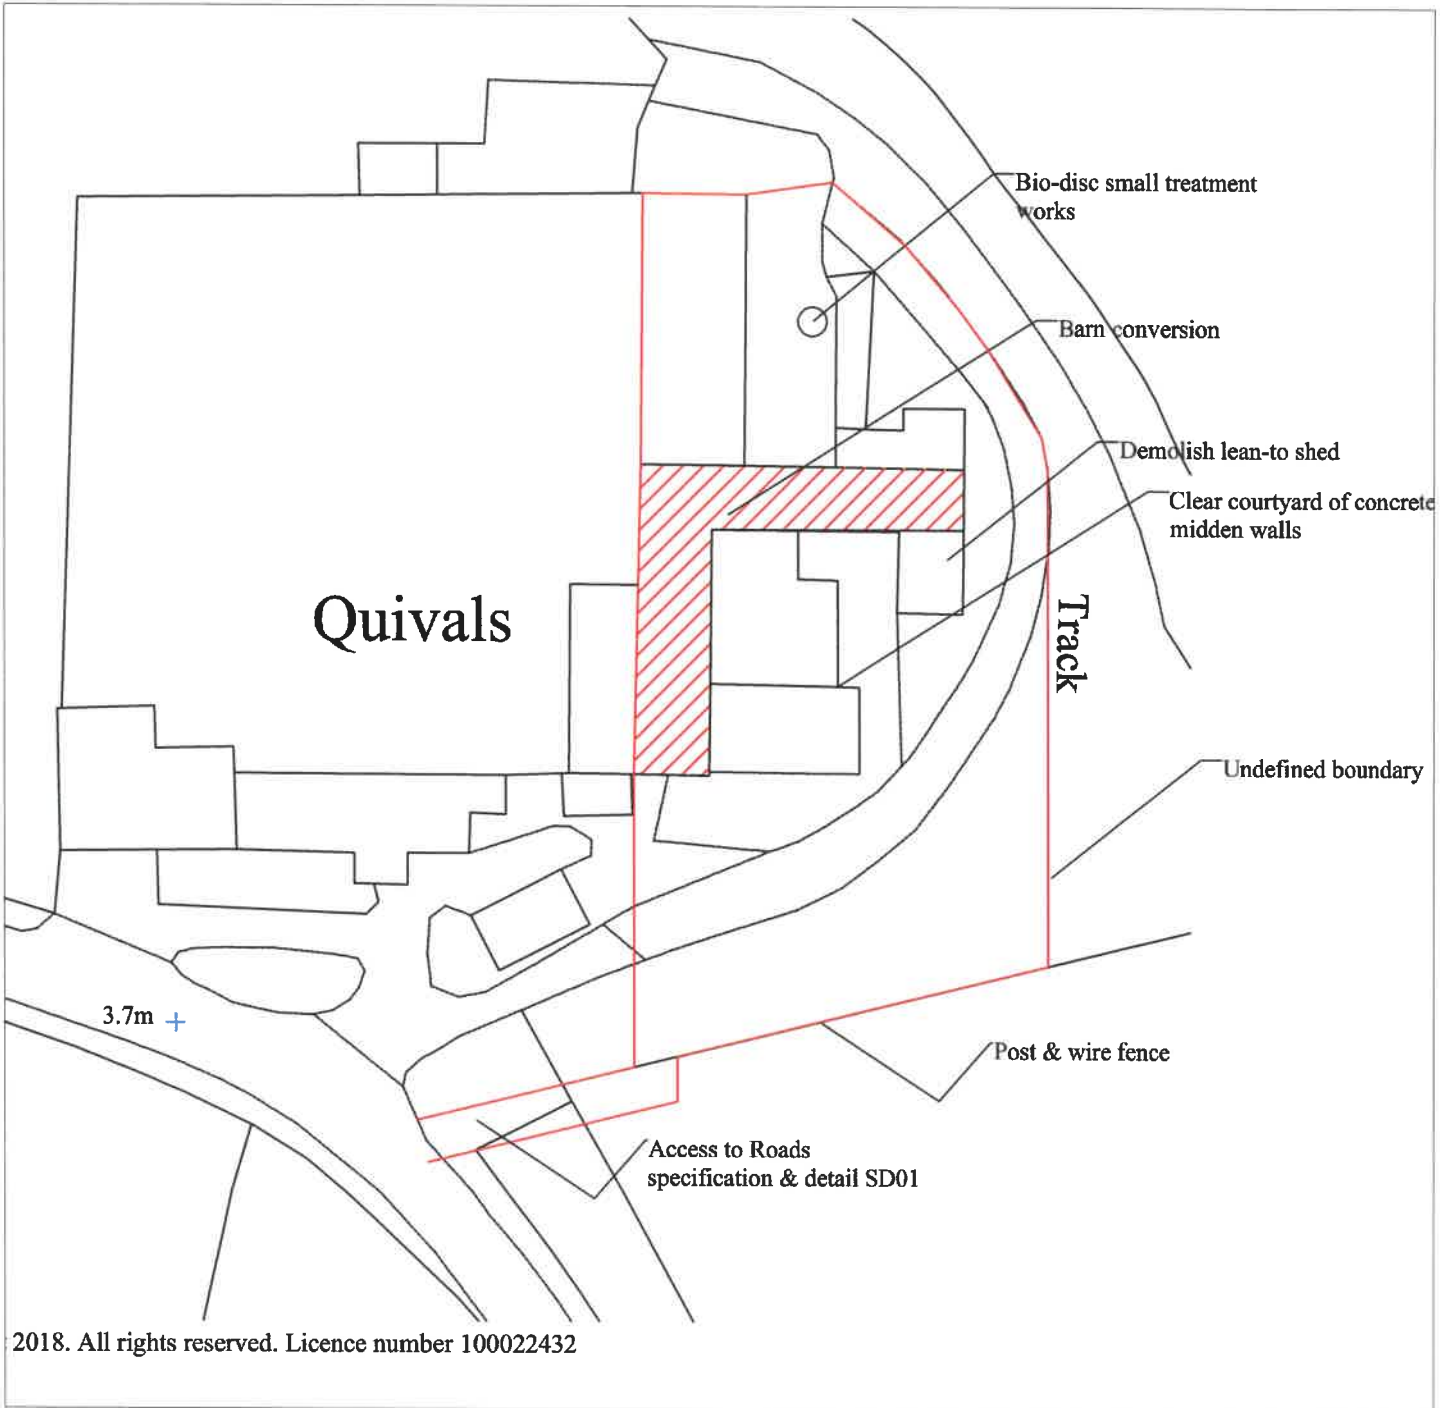 Bio-disc small treatment
works
Barn conversion
Demolish lean-to shed
Clear courtyard of concrete
midden walls
Quivals
Track
Undefined boundary
3.7m
Post & wire fence
Access to Roads
specification & detail SD01
2018. All rights reserved. Licence number 100022432